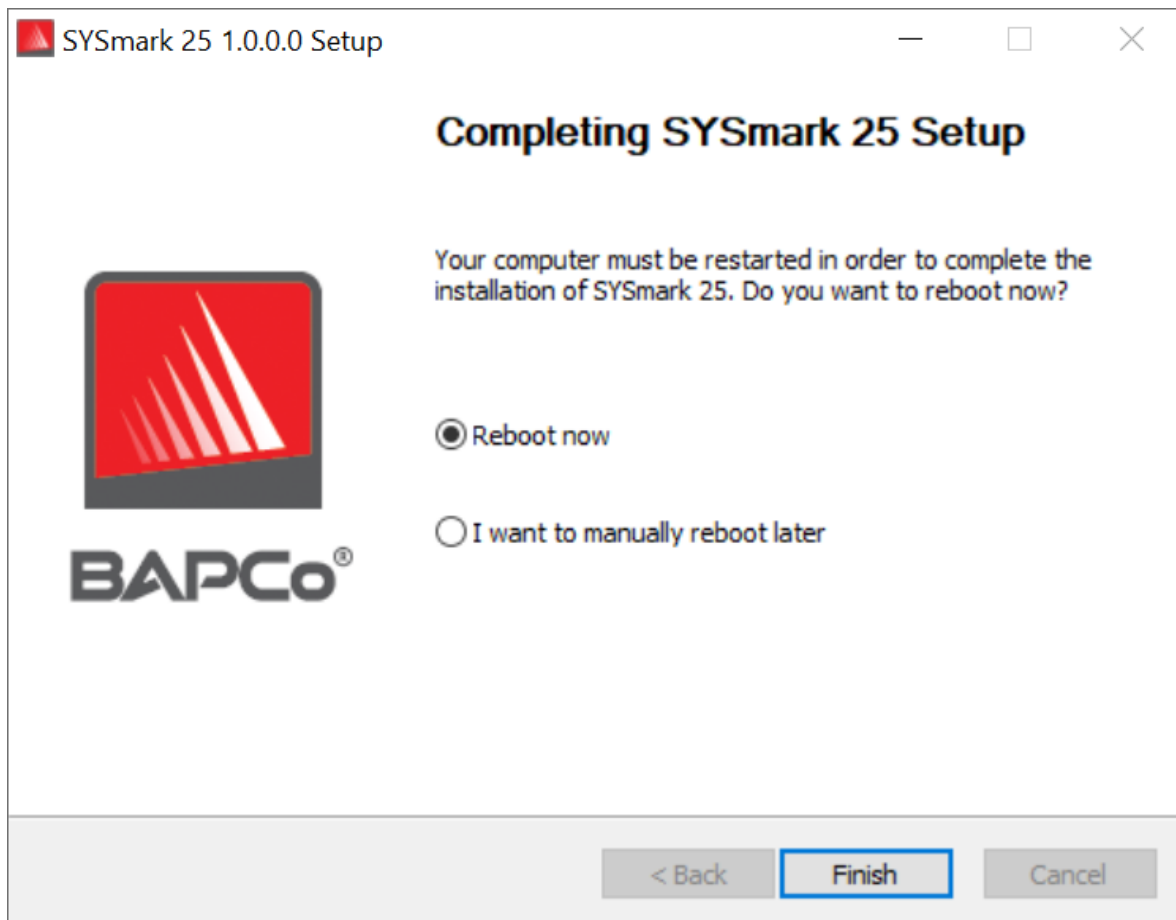 SYSmark 25 1.0.0.0 Setup
Completing SYSmark 25 Setup
Your computer must be restarted in order to complete the
installation of SYSmark 25. Do you want to reboot now?
Reboot now
I want to manually reboot later
BAPCo®
< Back
Finish
Cancel